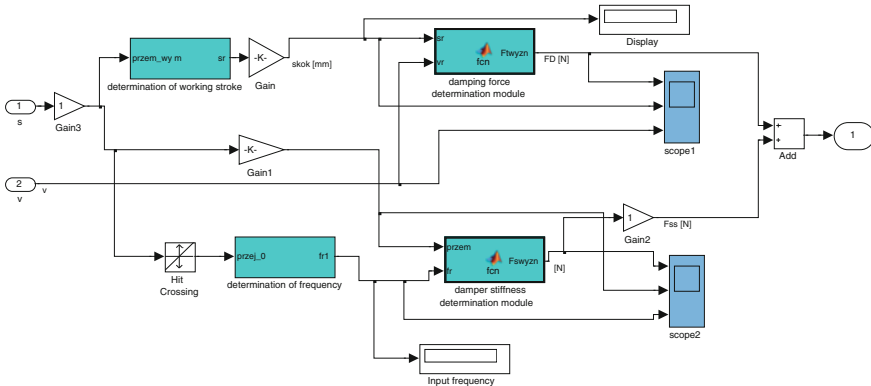 Display
przem_wy m
sr
-K-
skok [mm]
sr
vr
fcn
Ftwyzn
FD [N]
determination of working stroke
Gain
damping force
determination module
1
s
1
Gain3
scope1
+
+
Add
1
-K-
Gain1
2
v
v
1
Gain2
Fss [N]
przej_0
fr1
Hit
Crossing
determination of frequency
przem
fr
fcn
Fswyzn
[N]
damper stiffness
determination module
scope2
Input frequency